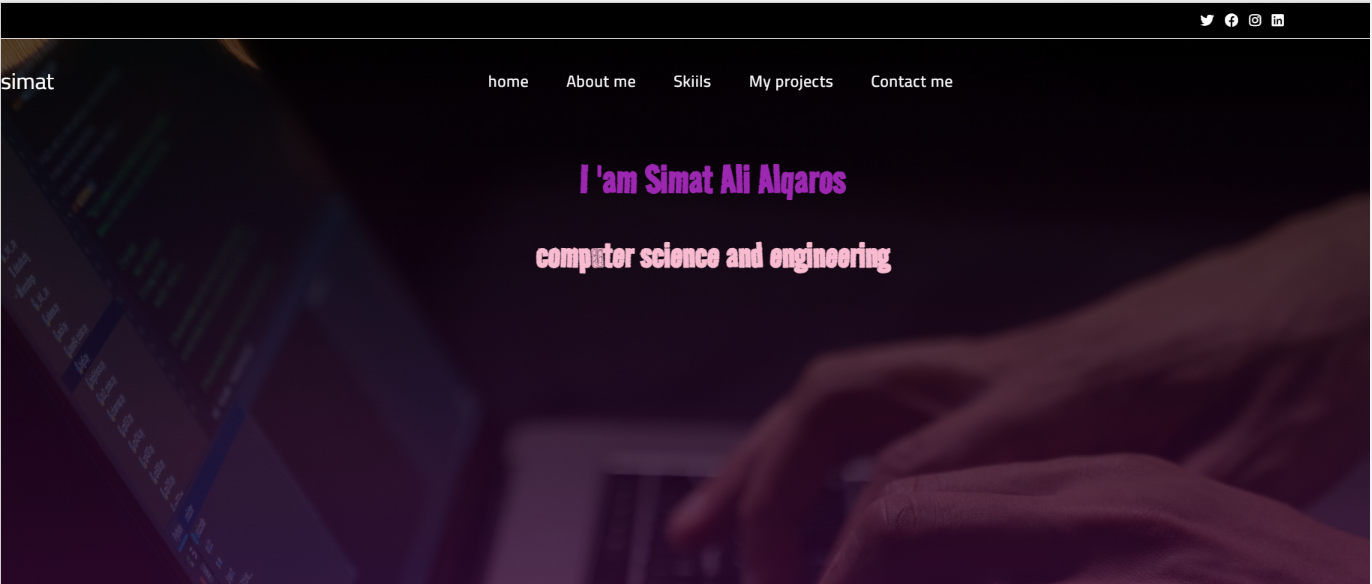 simat
home About me Skiils My projects Contact me
I 'am Simat Ali Alqaros
computer science and engineering